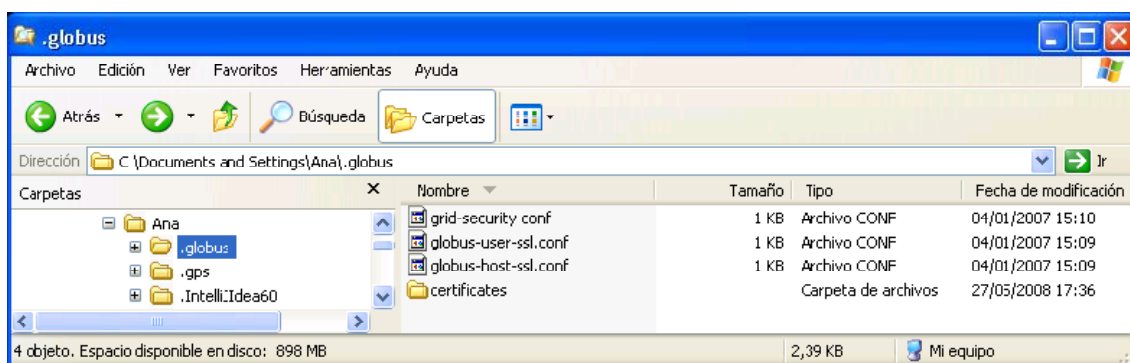 .globus
Archivo Edición Ver Favoritos Herramientas Ayuda
Atrás Búsqueda Carpetas
Dirección C:\Documents and Settings\Ana\.globus Ir
Carpetas Nombre Tamaño Tipo Fecha de modificación
Ana grid-security conf 1 KB Archivo CONF 04/01/2007 15:10
.globus globus-user-ssl.conf 1 KB Archivo CONF 04/01/2007 15:09
.gps globus-host-ssl.conf 1 KB Archivo CONF 04/01/2007 15:09
.IntelliJIdea60 certificates Carpeta de archivos 27/05/2008 17:36
4 objeto. Espacio disponible en disco: 898 MB 2,39 KB Mi equipo